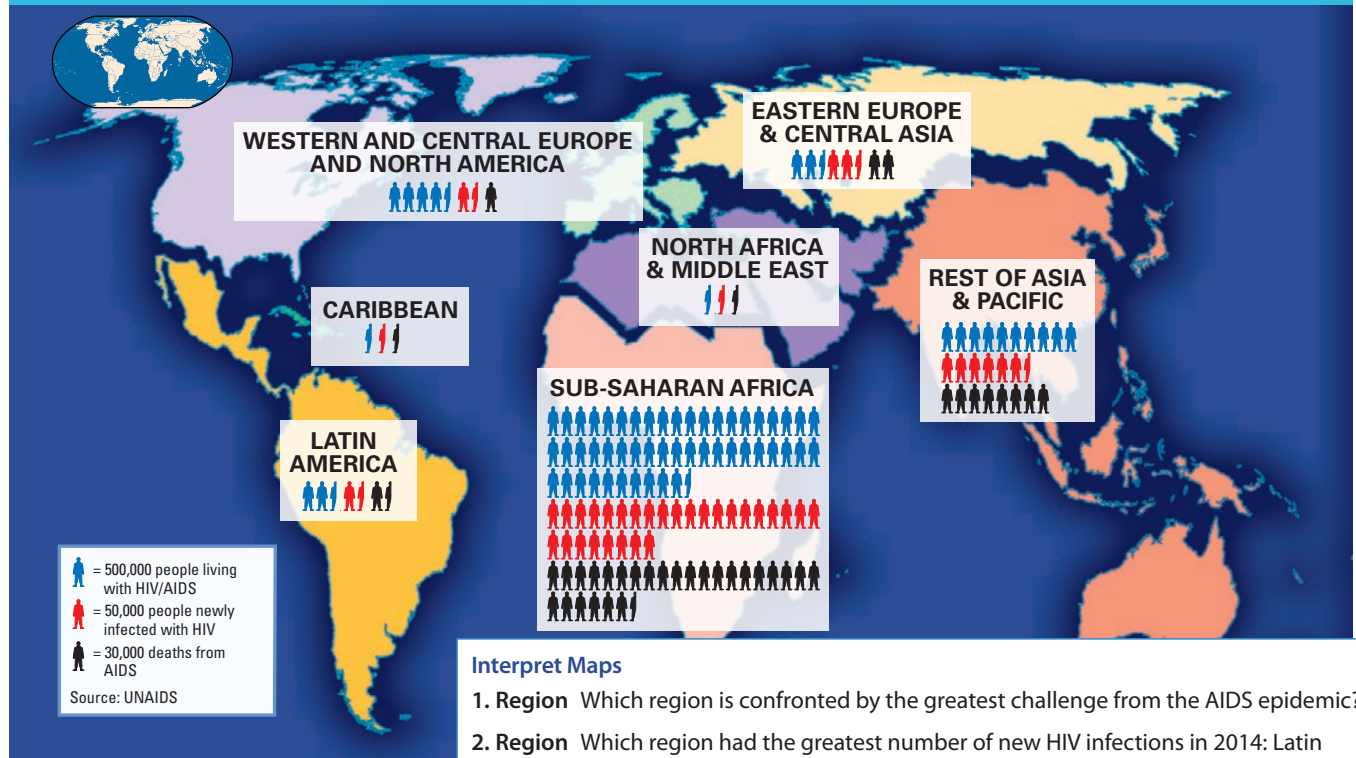 WESTERN AND CENTRAL EUROPE
AND NORTH AMERICA
EASTERN EUROPE
& CENTRAL ASIA
NORTH AFRICA
& MIDDLE EAST
REST OF ASIA
& PACIFIC
CARIBBEAN
SUB-SAHARAN AFRICA
LATIN
AMERICA
= 500,000 people living
with HIV/AIDS
= 50,000 people newly
infected with HIV
= 30,000 deaths from
AIDS
Source: UNAIDS
Interpret Maps
1. Region Which region is confronted by the greatest challenge from the AIDS epidemic?
2. Region Which region had the greatest number of new HIV infections in 2014: Latin